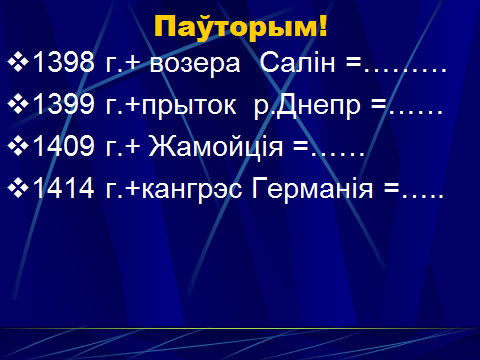 Паўторым!
❖1398 г.+ возера  Салін =………
❖1399 г.+прыток  р.Днепр =……
❖1409 г.+ Жамойція =……
❖1414 г.+кангрэс Германія =…..